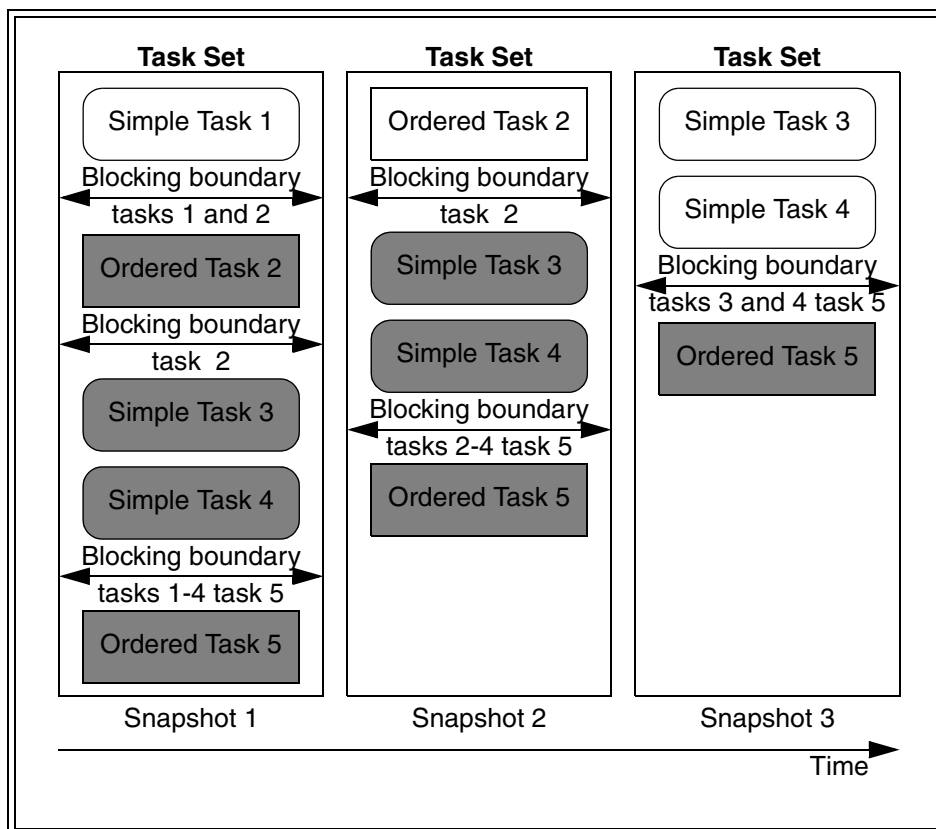 Task Set
Simple Task 1
Blocking boundary
tasks 1 and 2
Ordered Task 2
Blocking boundary
task 2
Simple Task 3
Simple Task 4
Blocking boundary
tasks 1-4 task 5
Ordered Task 5
Snapshot 1
Task Set
Ordered Task 2
Blocking boundary
task 2
Simple Task 3
Simple Task 4
Blocking boundary
tasks 2-4 task 5
Ordered Task 5
Snapshot 2
Task Set
Simple Task 3
Simple Task 4
Blocking boundary
tasks 3 and 4 task 5
Ordered Task 5
Snapshot 3
Time